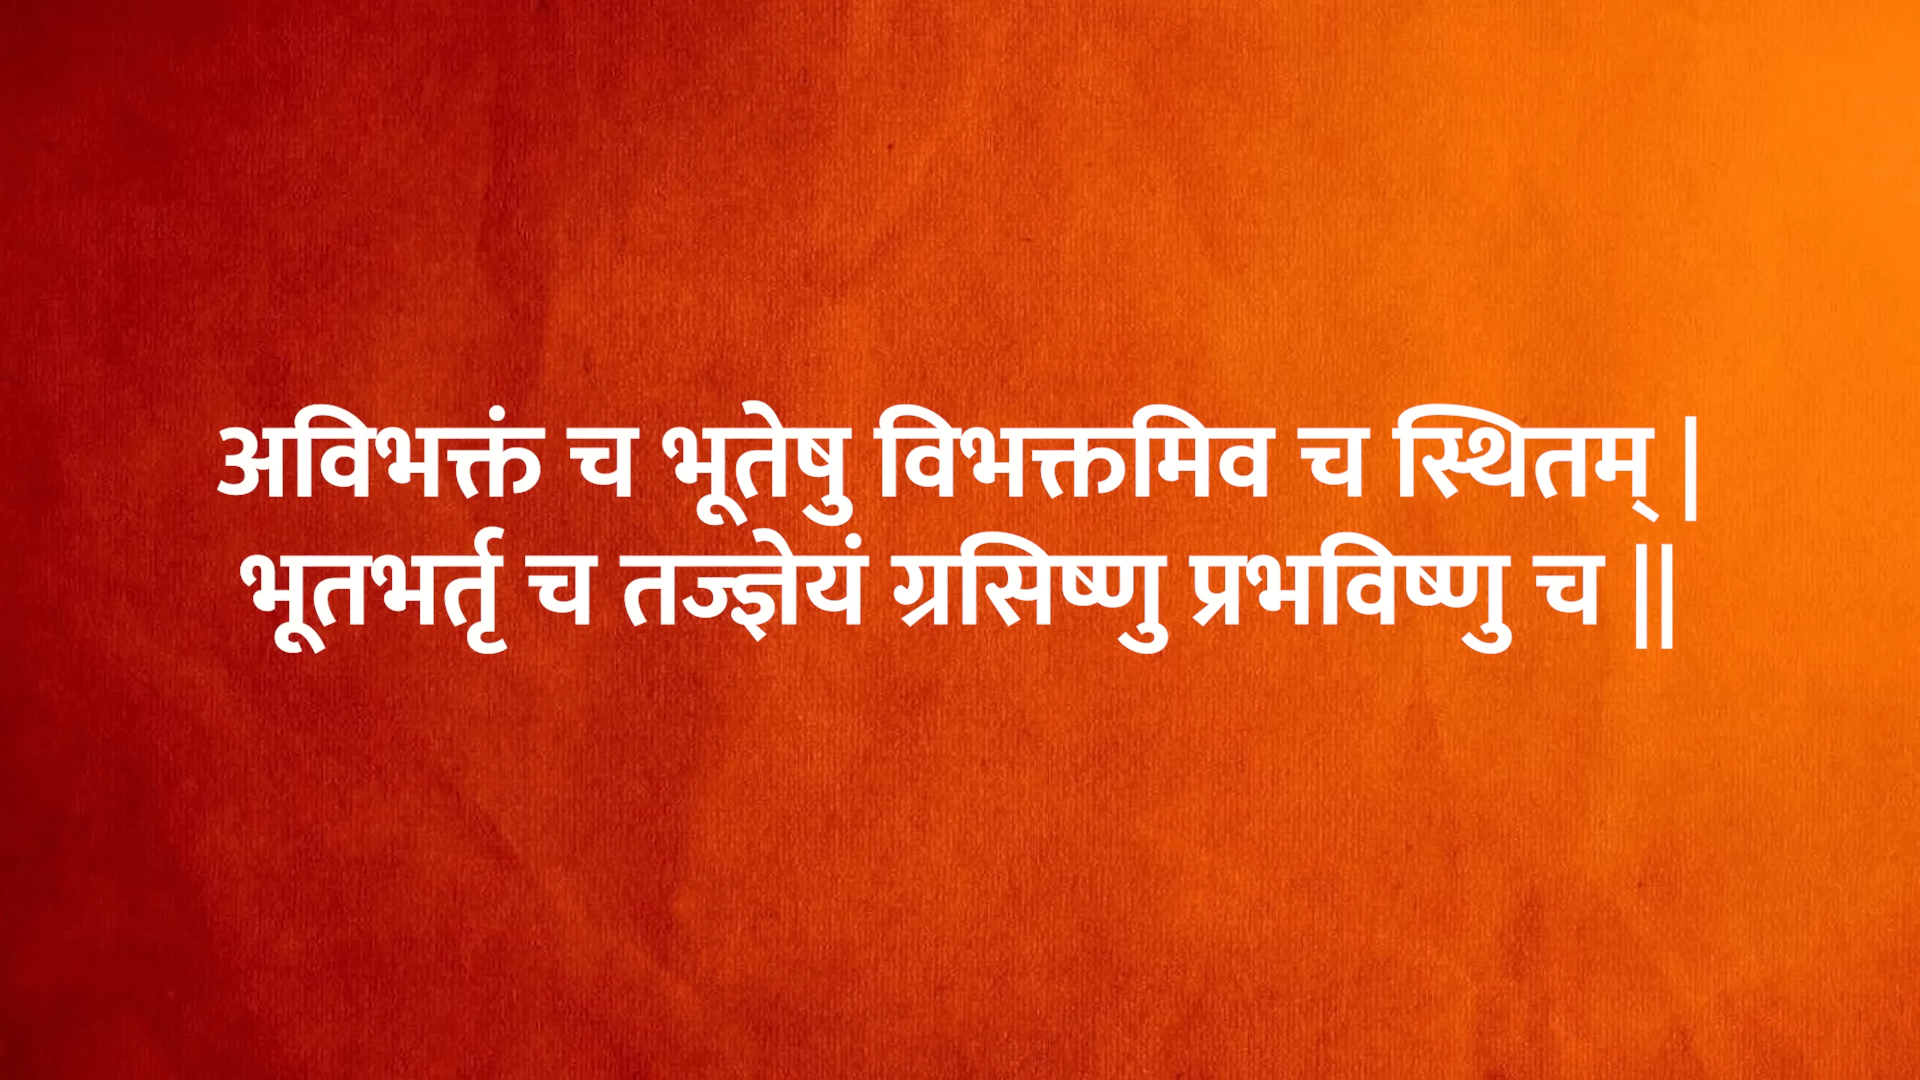 अविभक्तं च भूतेषु विभक्तमिव च स्थितम् |
भूतभर्तृ च तज्ज्ञेयं ग्रसिष्णु प्रभविष्णु च ||